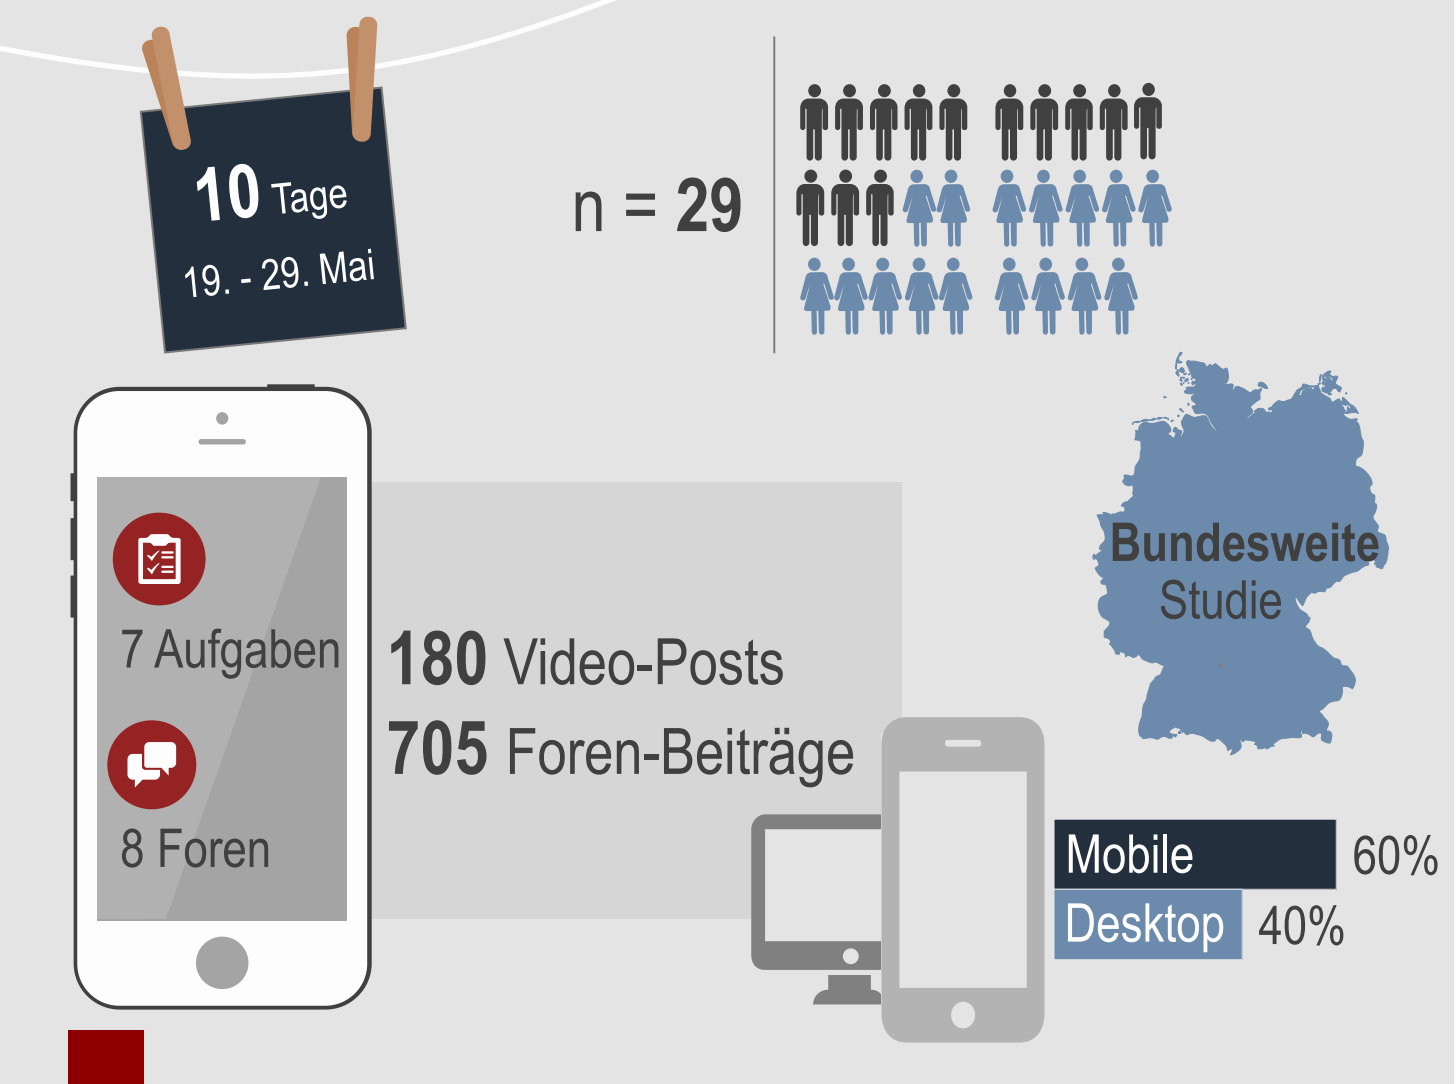 10 Tage
19. - 29. Mai
n = 29
7 Aufgaben
8 Foren
180 Video-Posts
705 Foren-Beiträge
Bundesweite
Studie
Mobile 60%
Desktop 40%